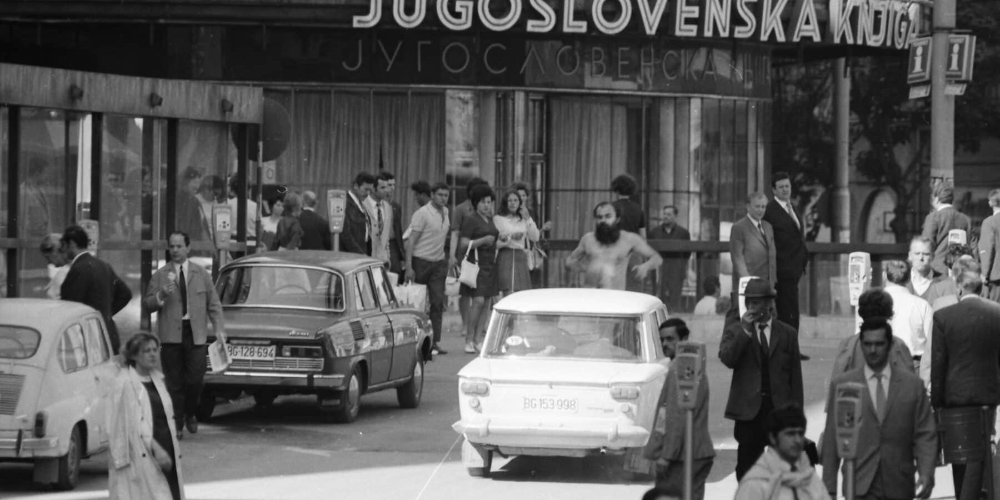 JUGOSLOVENSKA KNJIGA
ЈУГОСЛОВЕНСКА
i i
BG·128-694
BG 153-998